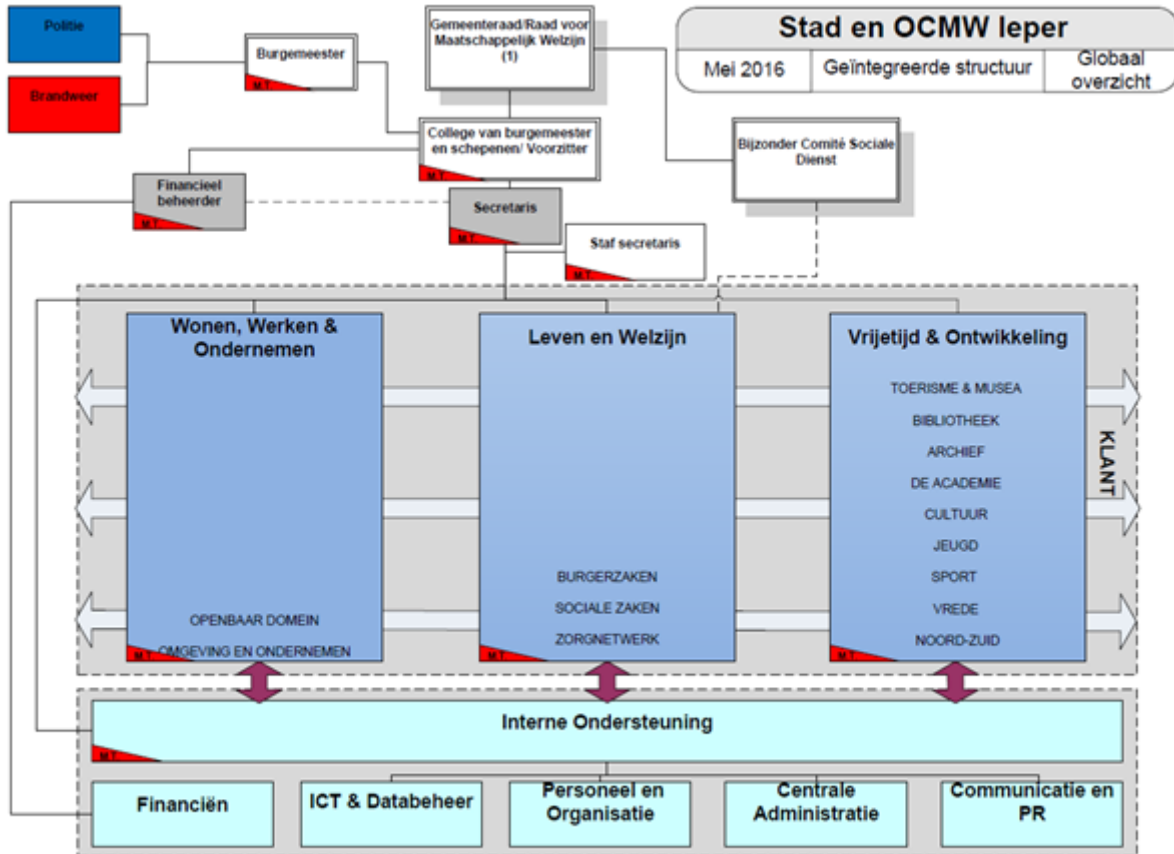 Politie
Brandweer
Burgemeester
M.T.
Gemeenteraad/Raad voor
Maatschappelijk Welzijn
(1)
Stad en OCMW Ieper
Mei 2016
Geïntegreerde structuur
Globaal
overzicht
College van burgemeester
en schepenen/ Voorzitter
M.T.
Bijzonder Comité Sociale
Dienst
Financieel
beheerder
M.T.
Secretaris
M.T.
Staf secretaris
M.T.
Wonen, Werken &
Ondernemen
OPENBAAR DOMEIN
OMGEVING EN ONDERNEMEN
M.T.
Leven en Welzijn
BURGERZAKEN
SOCIALE ZAKEN
ZORGNETWERK
M.T.
Vrijetijd & Ontwikkeling
TOERISME & MUSEA
BIBLIOTHEEK
ARCHIEF
DE ACADEMIE
CULTUUR
JEUGD
SPORT
VREDE
NOORD-ZUID
M.T.
KLANT
Interne Ondersteuning
M.T.
Financiën
ICT & Databeheer
Personeel en
Organisatie
Centrale
Administratie
Communicatie en
PR